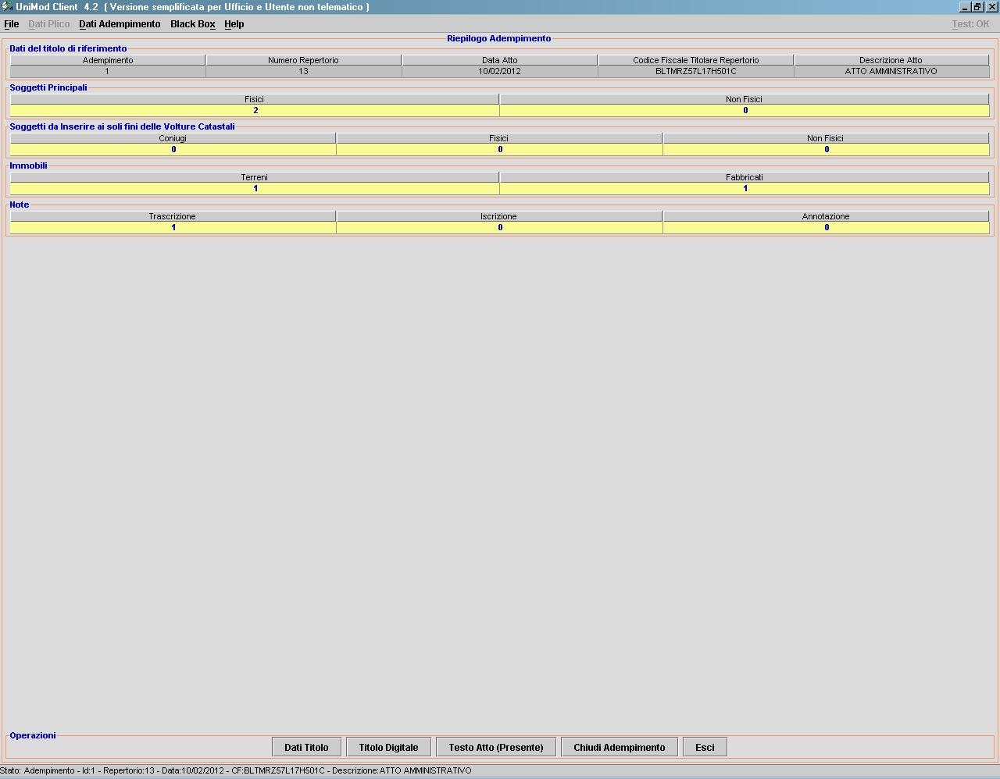 UniMod Client 4.2 ( Versione semplificata per Ufficio e Utente non telematico )
File Dati Plico Dati Adempimento Black Box Help Test: OK
Riepilogo Adempimento
Dati del titolo di riferimento
Adempimento Numero Repertorio Data Atto Codice Fiscale Titolare Repertorio Descrizione Atto
1 13 10/02/2012 BLTMRZ57L17H501C ATTO AMMINISTRATIVO
Soggetti Principali
Fisici Non Fisici
2 0
Soggetti da Inserire ai soli fini delle Volture Catastali
Coniugi Fisici Non Fisici
0 0 0
Immobili
Terreni Fabbricati
1 1
Note
Trascrizione Iscrizione Annotazione
1 0 0
Operazioni
Dati Titolo Titolo Digitale Testo Atto (Presente) Chiudi Adempimento Esci
Stato: Adempimento - Id:1 - Repertorio:13 - Data:10/02/2012 - CF:BLTMRZ57L17H501C - Descrizione:ATTO AMMINISTRATIVO